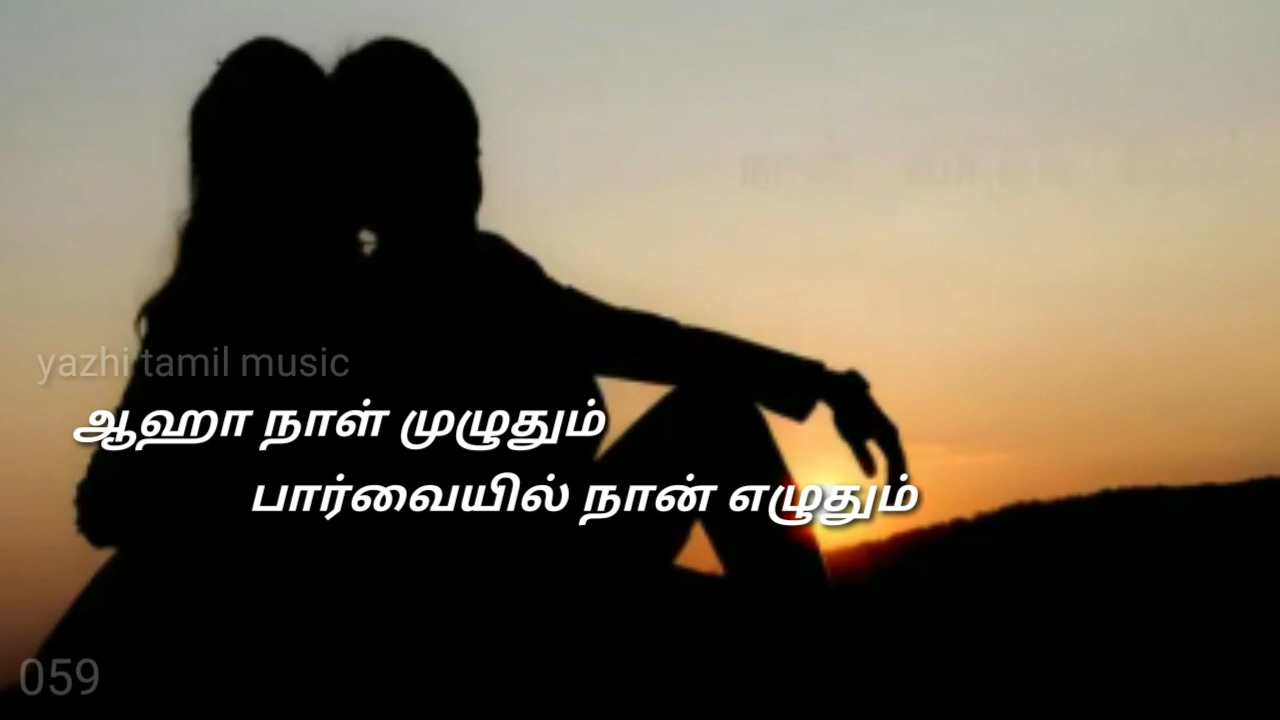 yazhi tamil music
ஆஹா நாள் முழுதும்
பார்வையில் நான் எழுதும்
059